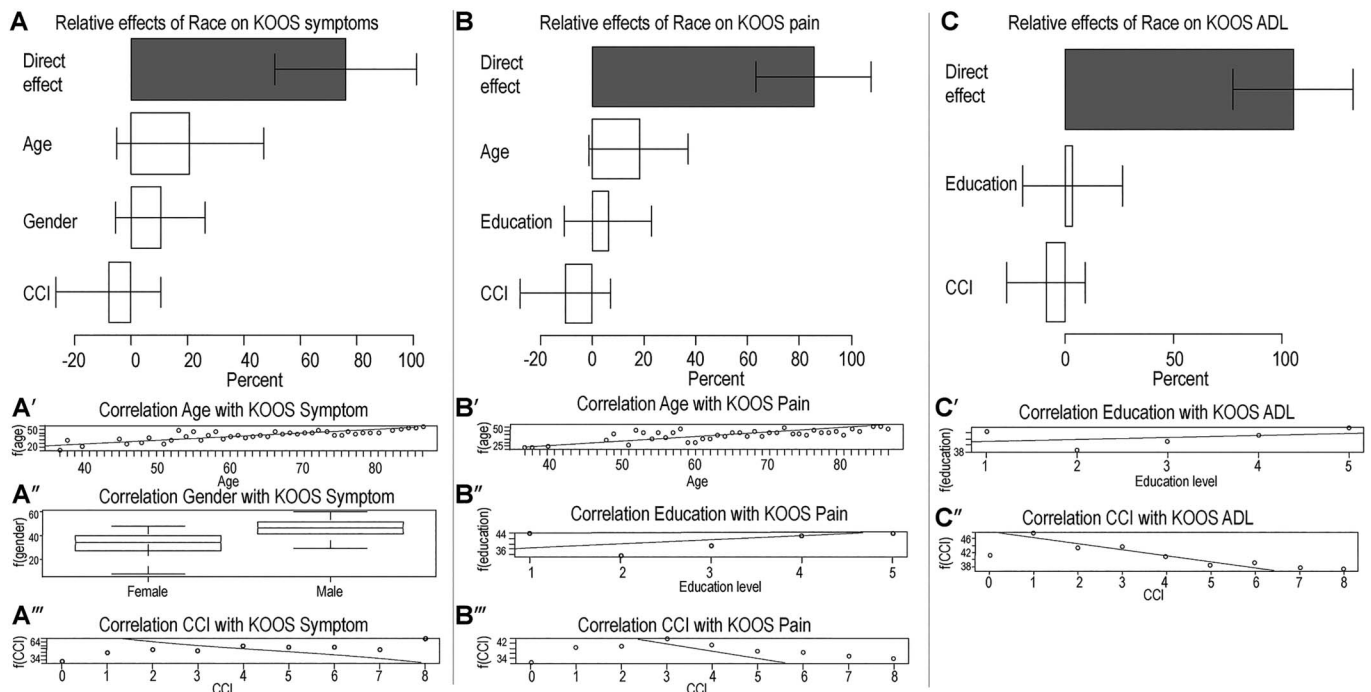 A Relative effects of Race on KOOS symptoms
Direct
effect
Age
Gender
CCI
-20 0 20 40 60 80 100
Percent
A′ Correlation Age with KOOS Symptom
f(age)
50
20
40 50 60 70 80
Age
A″ Correlation Gender with KOOS Symptom
f(gender)
60
40
20
Female Male
A‴ Correlation CCI with KOOS Symptom
f(CCI)
64
34
0 1 2 3 4 5 6 7 8
CCI
B Relative effects of Race on KOOS pain
Direct
effect
Age
Education
CCI
-20 0 20 40 60 80 100
Percent
B′ Correlation Age with KOOS Pain
f(age)
50
25
40 50 60 70 80
Age
B″ Correlation Education with KOOS Pain
f(education)
44
36
1 2 3 4 5
Education level
B‴ Correlation CCI with KOOS Pain
f(CCI)
42
34
0 1 2 3 4 5 6 7 8
CCI
C Relative effects of Race on KOOS ADL
Direct
effect
Education
CCI
0 50 100
Percent
C′ Correlation Education with KOOS ADL
f(education)
38
1 2 3 4 5
Education level
C″ Correlation CCI with KOOS ADL
f(CCI)
46
42
38
0 1 2 3 4 5 6 7 8
CCI